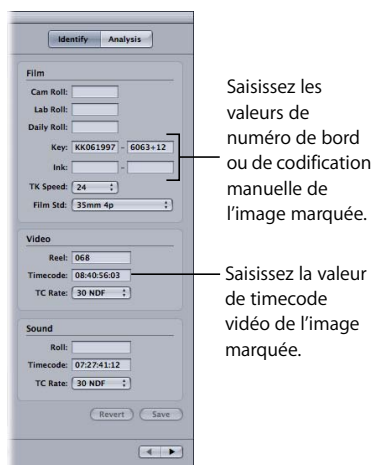 Identify Analysis
Film
Cam Roll:
Lab Roll:
Daily Roll:
Key: KK061997 - 6063+12
Ink: -
TK Speed: 24
Film Std: 35mm 4p
Saisissez les
valeurs de
numéro de bord
ou de codification
manuelle de
l'image marquée.
Video
Reel: 068
Timecode: 08:40:56:03
TC Rate: 30 NDF
Saisissez la valeur
de timecode
vidéo de l'image
marquée.
Sound
Roll:
Timecode: 07:27:41:12
TC Rate: 30 NDF
Revert Save